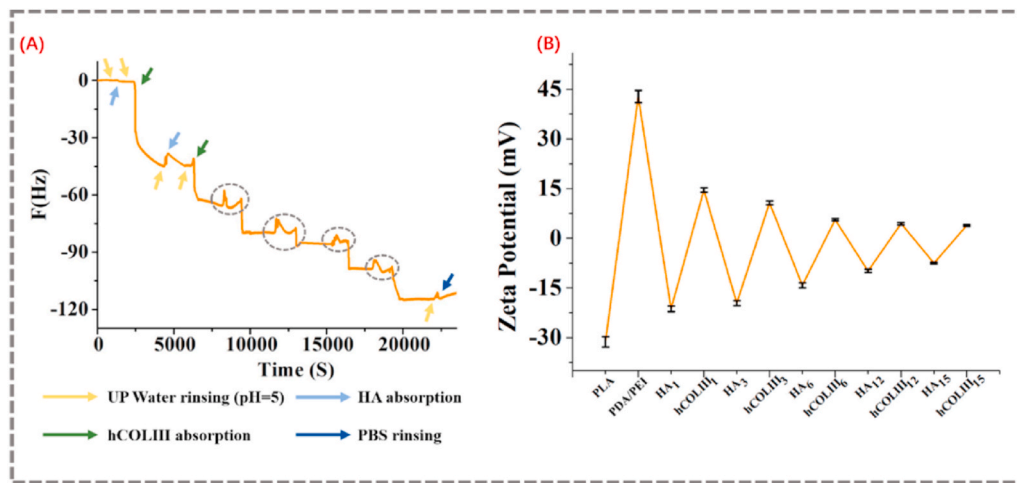 (A)
0
-30
-60
-90
-120
F(Hz)
0 5000 10000 15000 20000
Time (S)
UP Water rinsing (pH=5)
HA absorption
hCOLIII absorption
PBS rinsing
(B)
45
30
15
0
-15
-30
Zeta Potential (mV)
PLA
PDA/PEI
HA₁
hCOLIII₁
HA₃
hCOLIII₃
HA₆
hCOLIII₆
HA₁₂
hCOLIII₁₂
HA₁₅
hCOLIII₁₅